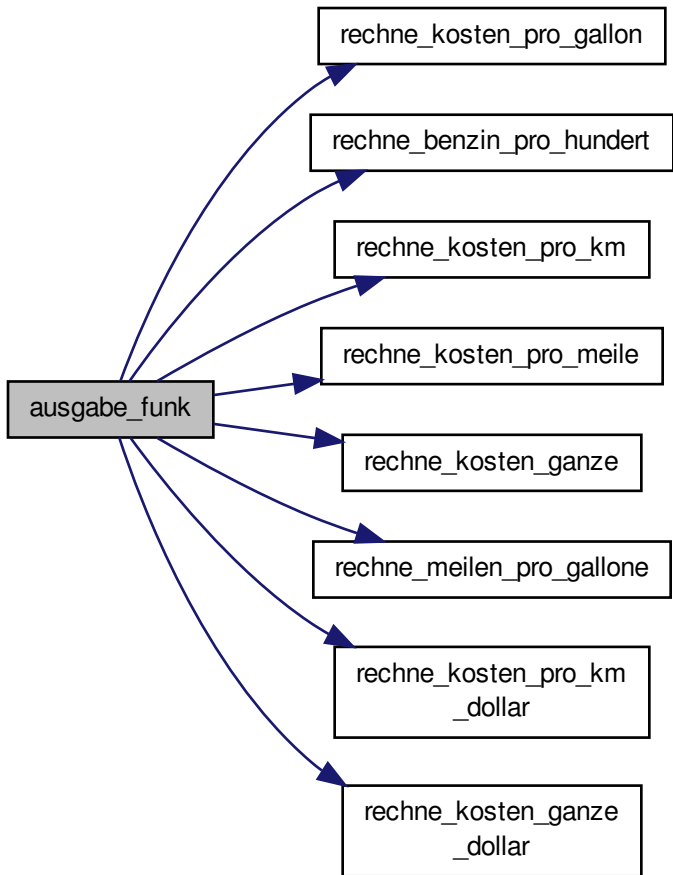 rechne_kosten_pro_gallon
rechne_benzin_pro_hundert
rechne_kosten_pro_km
rechne_kosten_pro_meile
ausgabe_funk
rechne_kosten_ganze
rechne_meilen_pro_gallone
rechne_kosten_pro_km
_dollar
rechne_kosten_ganze
_dollar